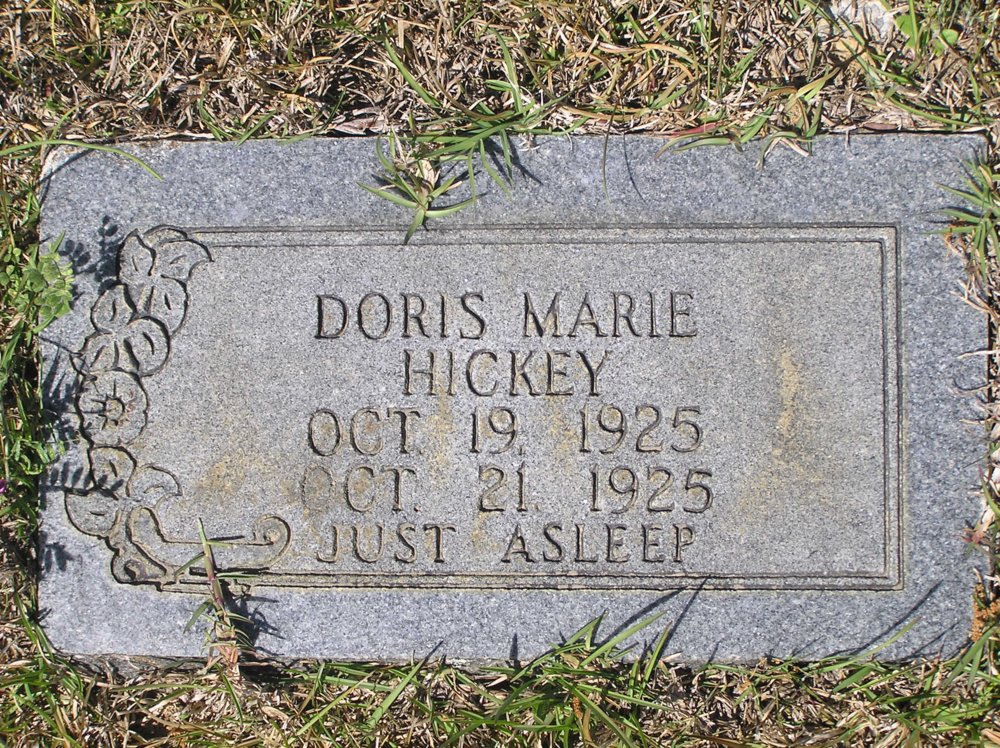 DORIS MARIE
HICKEY
OCT. 19, 1925
OCT. 21, 1925
JUST ASLEEP